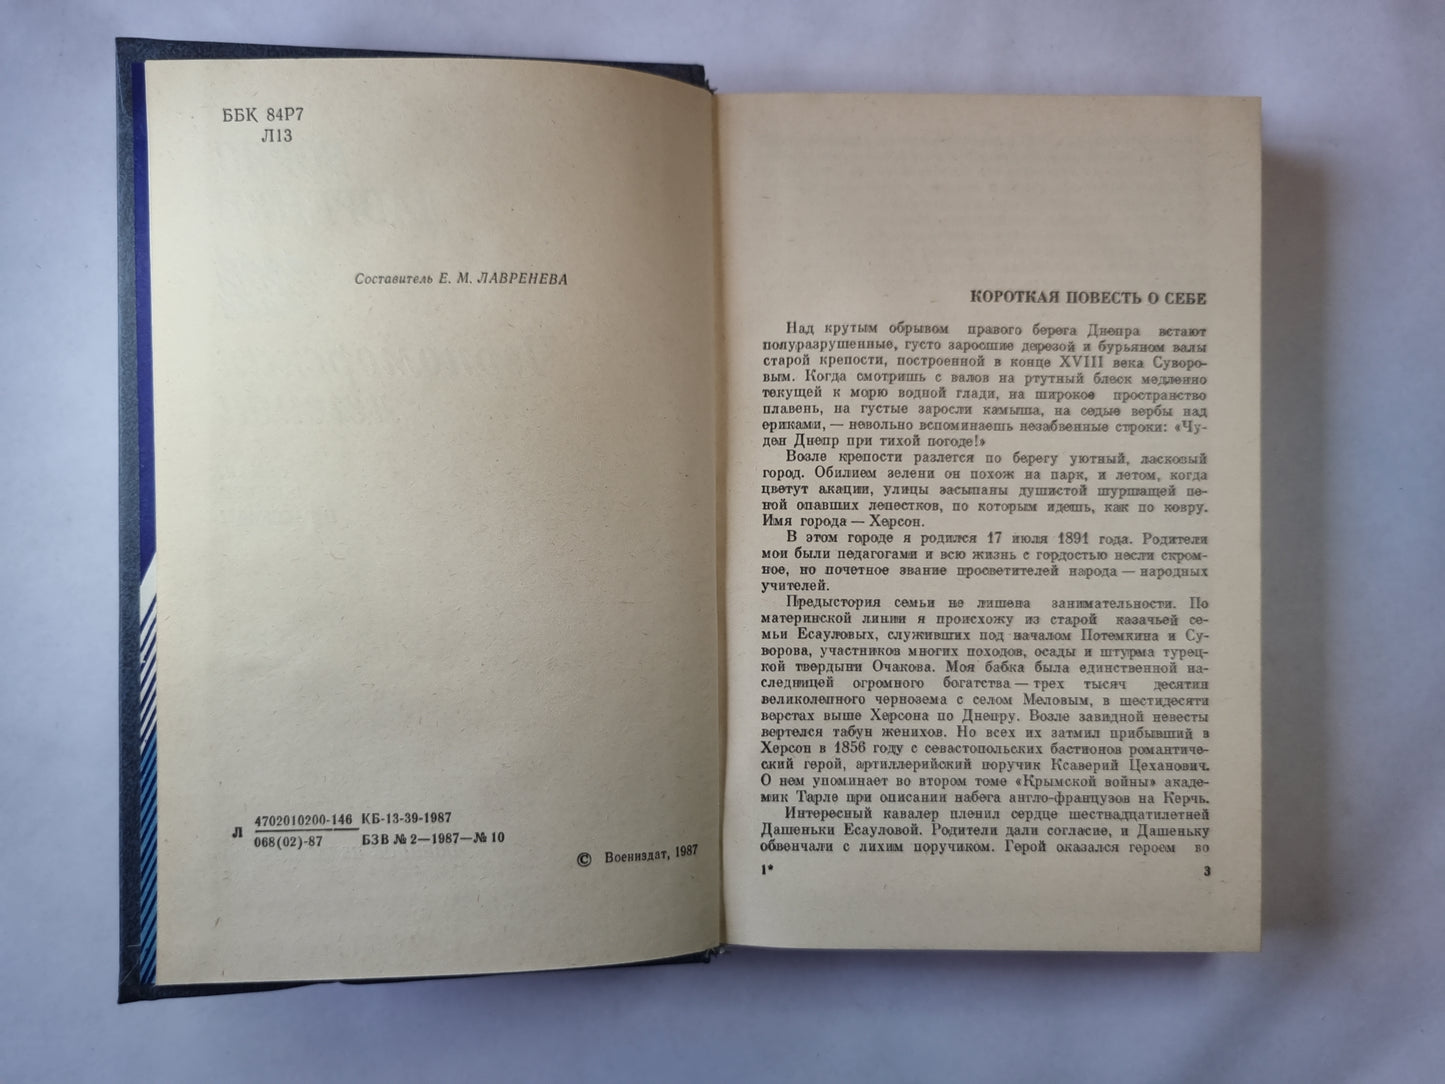 ББК 84Р7
Л13
Составитель Е. М. ЛАВРЕНЕВА
Л 4702010200-146 КБ-13-39-1987
068(02)-87 БЗВ № 2—1987—№ 10
© Воениздат, 1987
КОРОТКАЯ ПОВЕСТЬ О СЕБЕ
Над крутым обрывом правого берега Днепра встают
полуразрушенные, густо заросшие дерезой и бурьяном валы
старой крепости, построенной в конце XVIII века Суворо-
вым. Когда смотришь с валов на ртутный блеск медленно
текущей к морю водной глади, на широкое пространство
плавень, на густые заросли камыша, на седые вербы над
ериками, — невольно вспоминаешь незабвенные строки: «Чу-
ден Днепр при тихой погоде!»
Возле крепости разлегся по берегу уютный, ласковый
город. Обилием зелени он похож на парк, и летом, когда
цветут акации, улицы засыпаны душистой шуршащей пе-
ной опавших лепестков, по которым идешь, как по ковру.
Имя города — Херсон.
В этом городе я родился 17 июля 1891 года. Родители
мои были педагогами и всю жизнь с гордостью несли скром-
ное, но почетное звание просветителей народа — народных
учителей.
Предыстория семьи не лишена занимательности. По
материнской линии я происхожу из старой казачьей се-
мьи Есауловых, служивших под началом Потемкина и Су-
ворова, участников многих походов, осады и штурма турец-
кой твердыни Очакова. Моя бабка была единственной на-
следницей огромного богатства — трех тысяч десятин
великолепного чернозема с селом Меловым, в шестидесяти
верстах выше Херсона по Днепру. Возле завидной невесты
вертелся табун женихов. Но всех их затмил прибывший в
Херсон в 1856 году с севастопольских бастионов романтиче-
ский герой, артиллерийский поручик Ксаверий Цеханович.
О нем упоминает во втором томе «Крымской войны» акаде-
мик Тарле при описании набега англо-французов на Керчь.
Интересный кавалер пленил сердце шестнадцатилетней
Дашеньки Есауловой. Родители дали согласие, и Дашеньку
обвенчали с лихим поручиком. Герой оказался героем во
1* 3